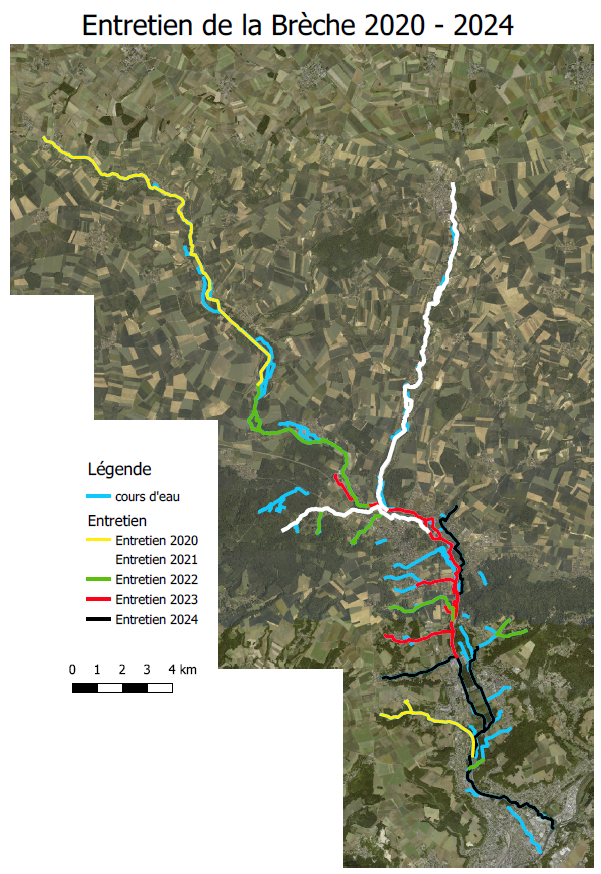 Entretien de la Brèche 2020 - 2024
Légende
cours d'eau
Entretien
Entretien 2020
Entretien 2021
Entretien 2022
Entretien 2023
Entretien 2024
0 1 2 3 4 km